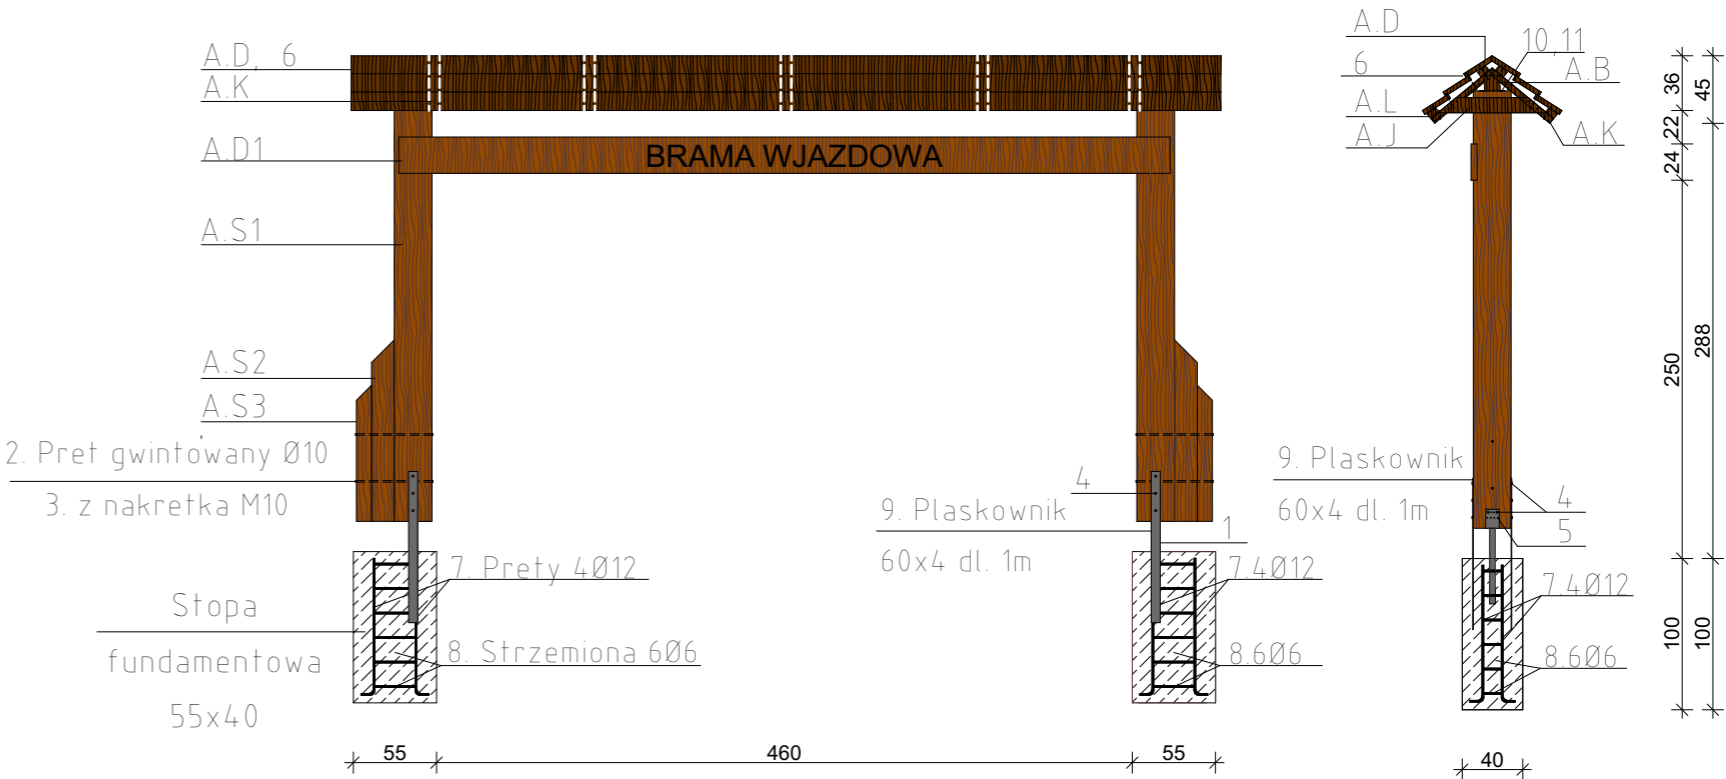 A.D, 6
A.K
A.D1
BRAMA WJAZDOWA
A.S1
A.S2
A.S3
2. Pret gwintowany Ø10
3. z nakretka M10
7. Prety 4Ø12
Stopa
fundamentowa
55x40
8. Strzemiona 6Ø6
4
9. Plaskownik
60x4 dl. 1m
1
7.4Ø12
8.6Ø6
55
460
55
A.D
10,11
6
A.B
A.L
A.J
A.K
9. Plaskownik
60x4 dl. 1m
4
5
7.4Ø12
8.6Ø6
40
36
22
24
250
100
45
288
100